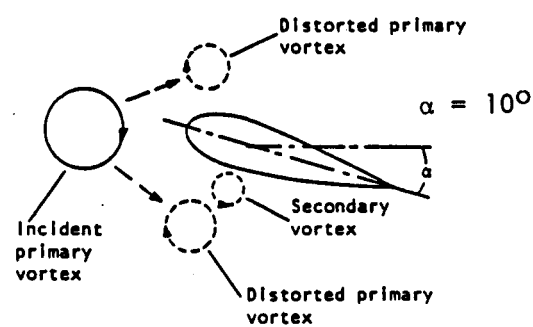 Distorted primary
vortex
α = 10°
α
Incident
primary
vortex
Secondary
vortex
Distorted primary
vortex